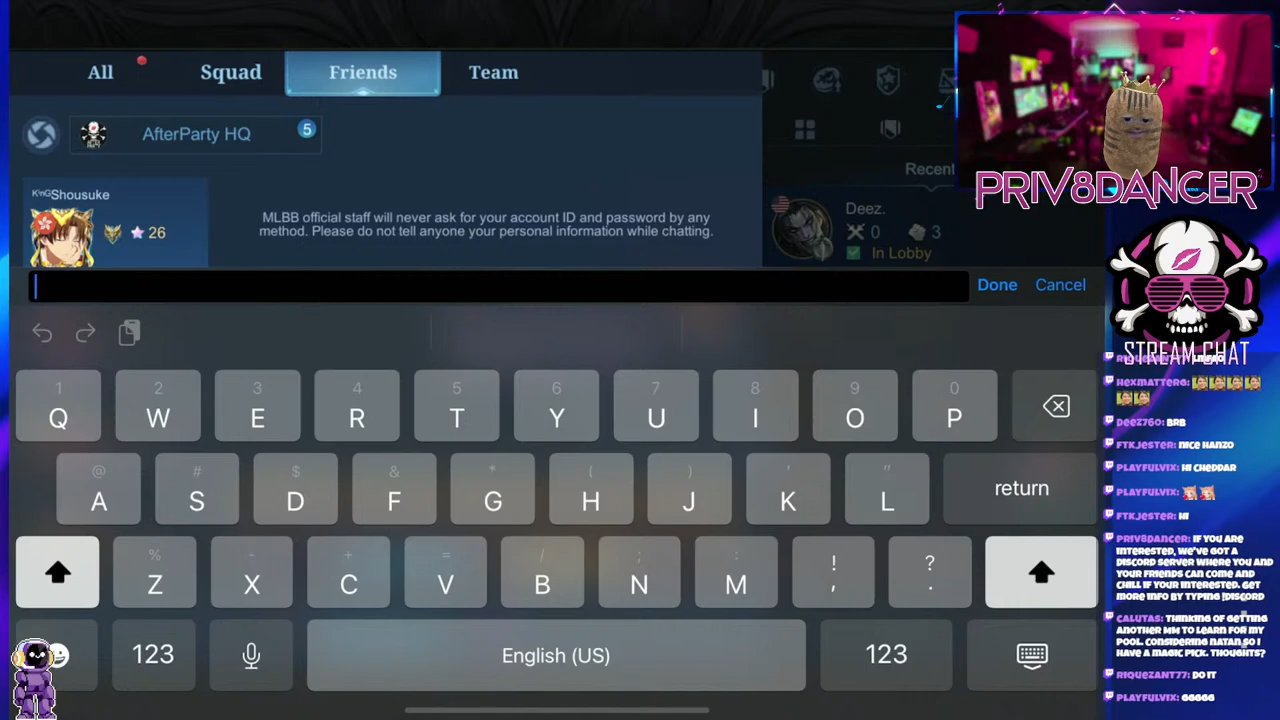 All
Squad
Friends
Team
AfterParty HQ
5
KⁱⁿGShousuke
26
MLBB official staff will never ask for your account ID and password by any
method. Please do not tell anyone your personal information while chatting.
Recent
Deez.
0
3
In Lobby
PRIV8DANCER
Done
Cancel
1 2 3 4 5 6 7 8 9 0
Q W E R T Y U I O P
@ # $ & * ( ) ' "
A S D F G H J K L return
% - + = / ; : ! ?
Z X C V B N M , .
123
English (US)
123
STREAM CHAT
HEXMATTERG:
DEEZ760: BRB
FTKJESTER: NICE HANZO
PLAYFULVIX: HI CHEDDAR
PLAYFULVIX:
FTKJESTER: HI
PRIV8DANCER: IF YOU ARE
INTERESTED, WE'VE GOT A
DISCORD SERVER WHERE YOU AND
YOUR FRIENDS CAN COME AND
CHILL IF YOUR INTERESTED. GET
MORE INFO BY TYPING !DISCORD
CALUTAS: THINKING OF GETTING
ANOTHER MM TO LEARN FOR MY
POOL. CONSIDERING NATAN SO I
HAVE A MAGIC PICK. THOUGHTS?
RIQUEZANT77: DO IT
PLAYFULVIX: GGGGG